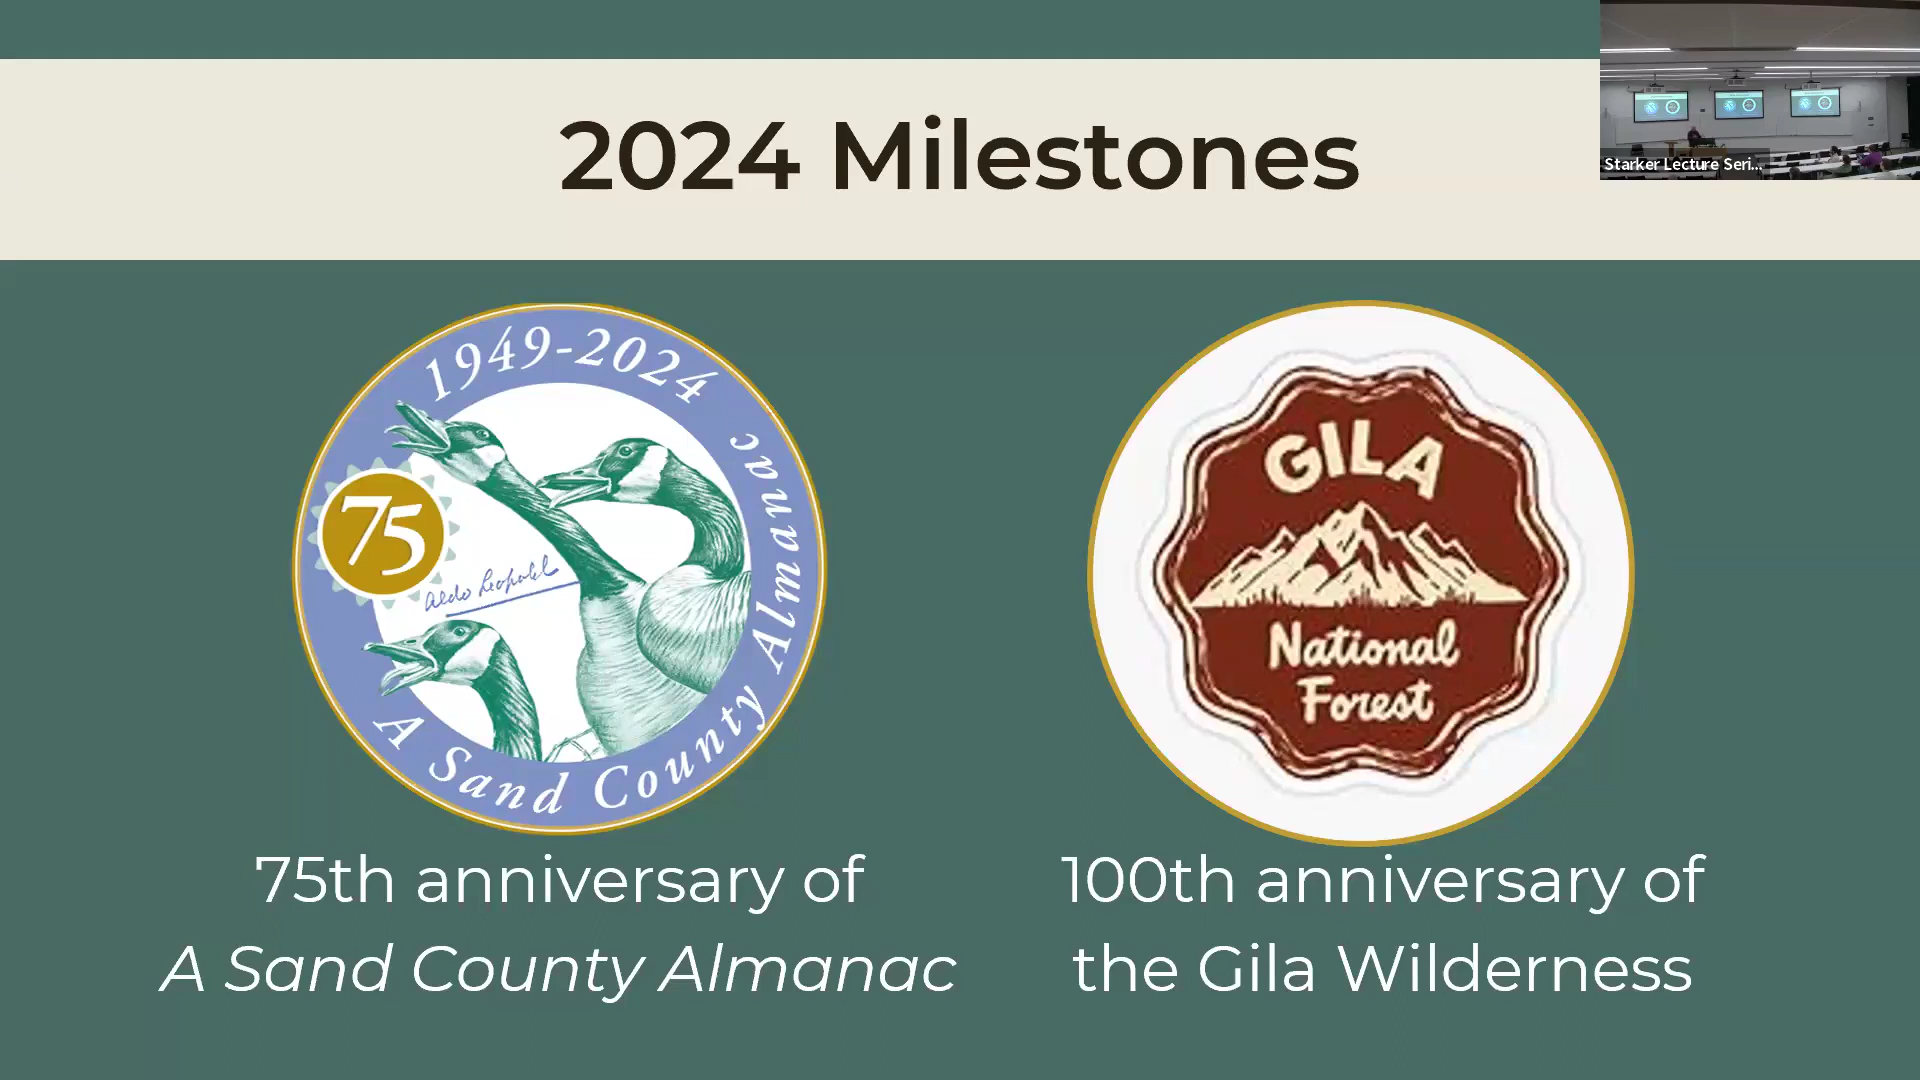 2024 Milestones
Starker Lecture Seri...
1949-2024
75
Aldo Leopold
A Sand County Almanac
GILA
National
Forest
75th anniversary of
A Sand County Almanac
100th anniversary of
the Gila Wilderness